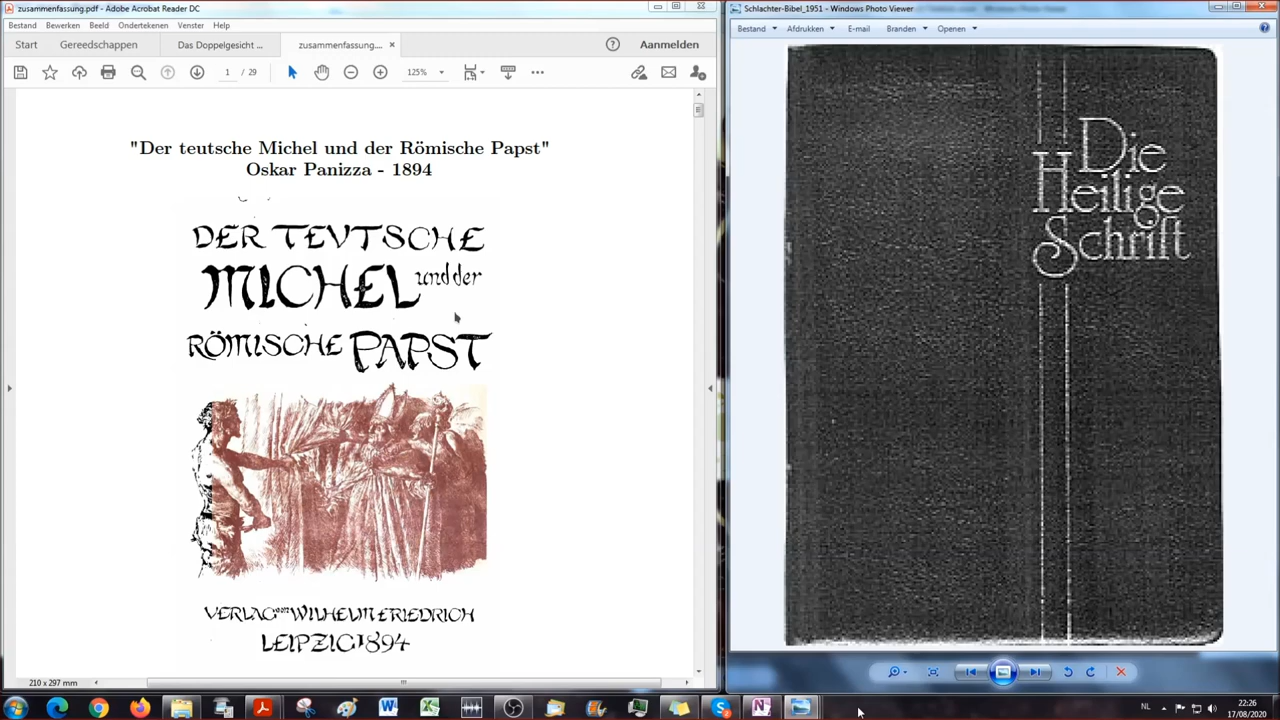 zusammenfassung.pdf - Adobe Acrobat Reader DC
Bestand Bewerken Beeld Ondertekenen Venster Help
Start Gereedschappen Das Doppelgesicht ... zusammenfassung.... × Aanmelden
1 / 29 125%
"Der teutsche Michel und der Römische Papst"
Oskar Panizza - 1894
DER TEVTSCHE
MICHEL und der
RÖMISCHE PAPST
VERLAG von WILHELM FRIEDRICH
LEIPZIG 1894
210 x 297 mm
Schlachter-Bibel_1951 - Windows Photo Viewer
Bestand Afdrukken E-mail Branden Openen
Die
Heilige
Schrift
NL 22:26
17/08/2020